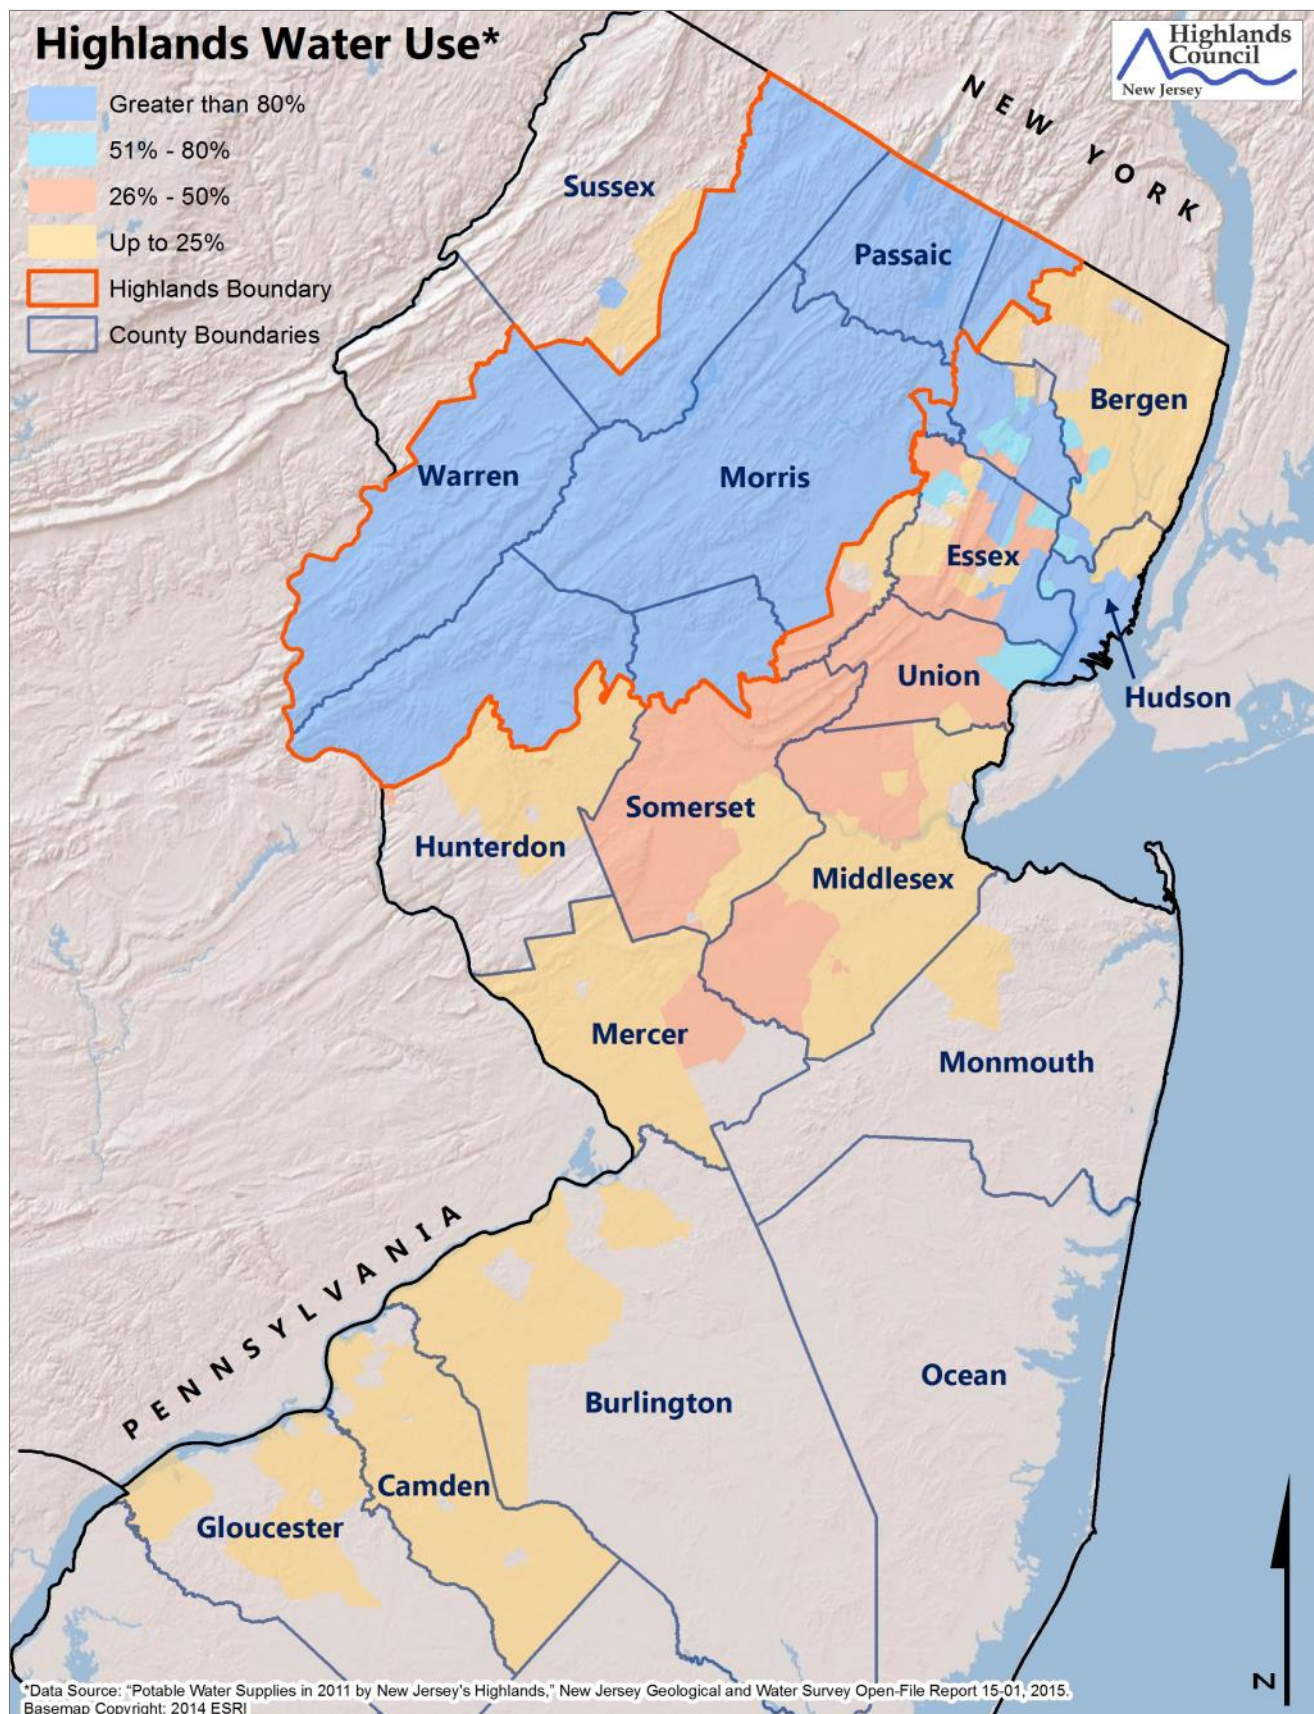 Highlands Water Use*
Greater than 80%
51% - 80%
26% - 50%
Up to 25%
Highlands Boundary
County Boundaries
Highlands
Council
New Jersey
NEW YORK
Sussex
Passaic
Bergen
Warren
Morris
Essex
Union
Hudson
Somerset
Hunterdon
Middlesex
Mercer
Monmouth
PENNSYLVANIA
Ocean
Burlington
Camden
Gloucester
N
*Data Source: "Potable Water Supplies in 2011 by New Jersey's Highlands," New Jersey Geological and Water Survey Open-File Report 15-01, 2015.
Basemap Copyright: 2014 ESRI